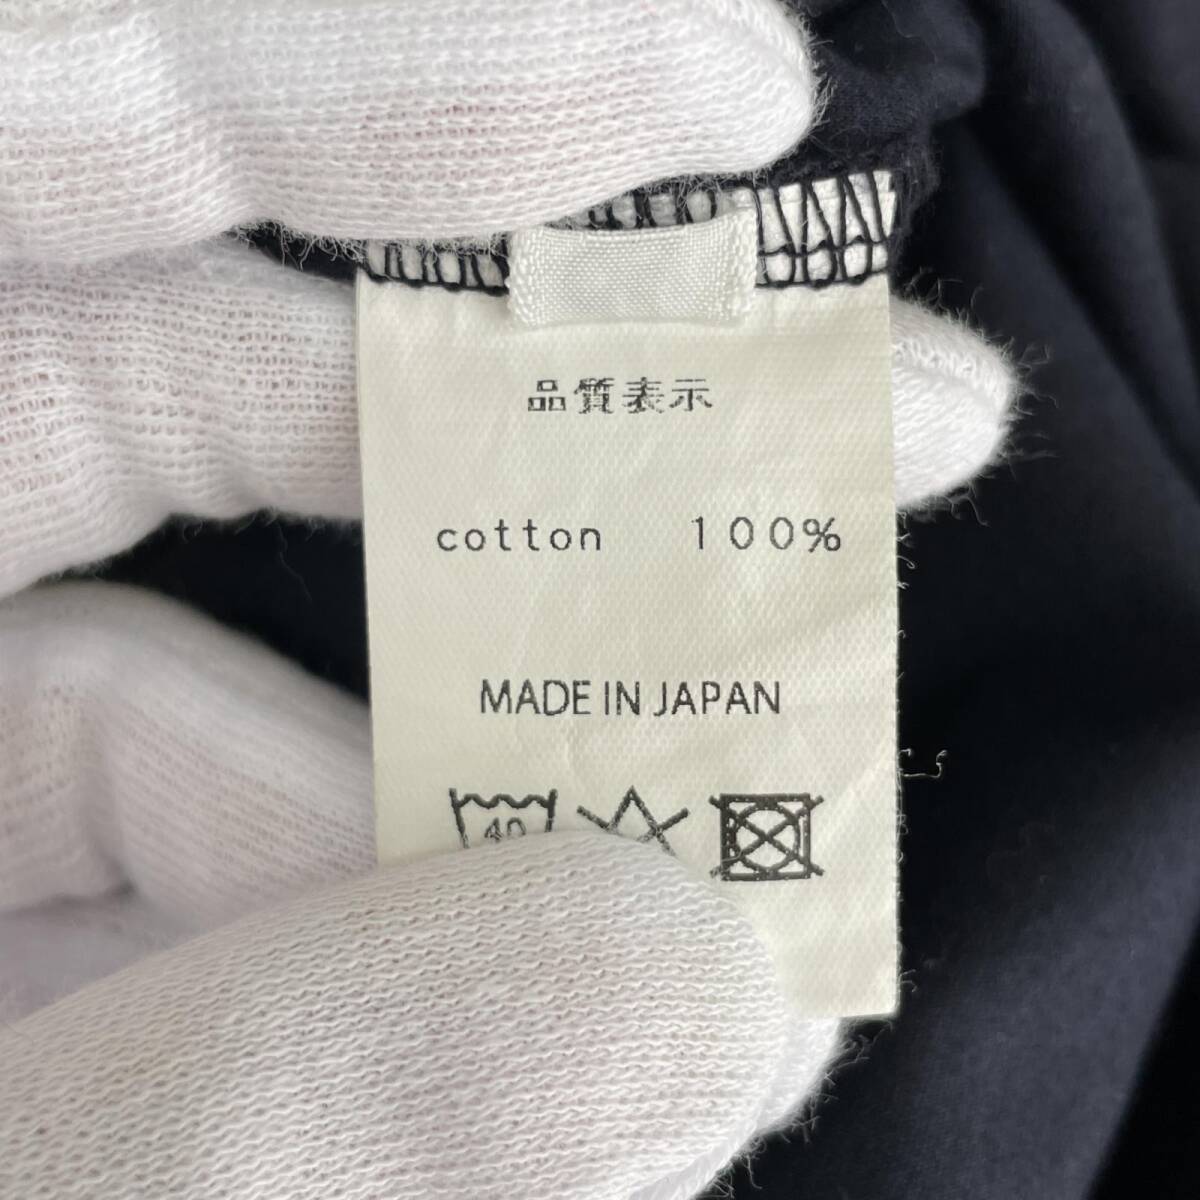 品質表示
cotton 100%
MADE IN JAPAN
40